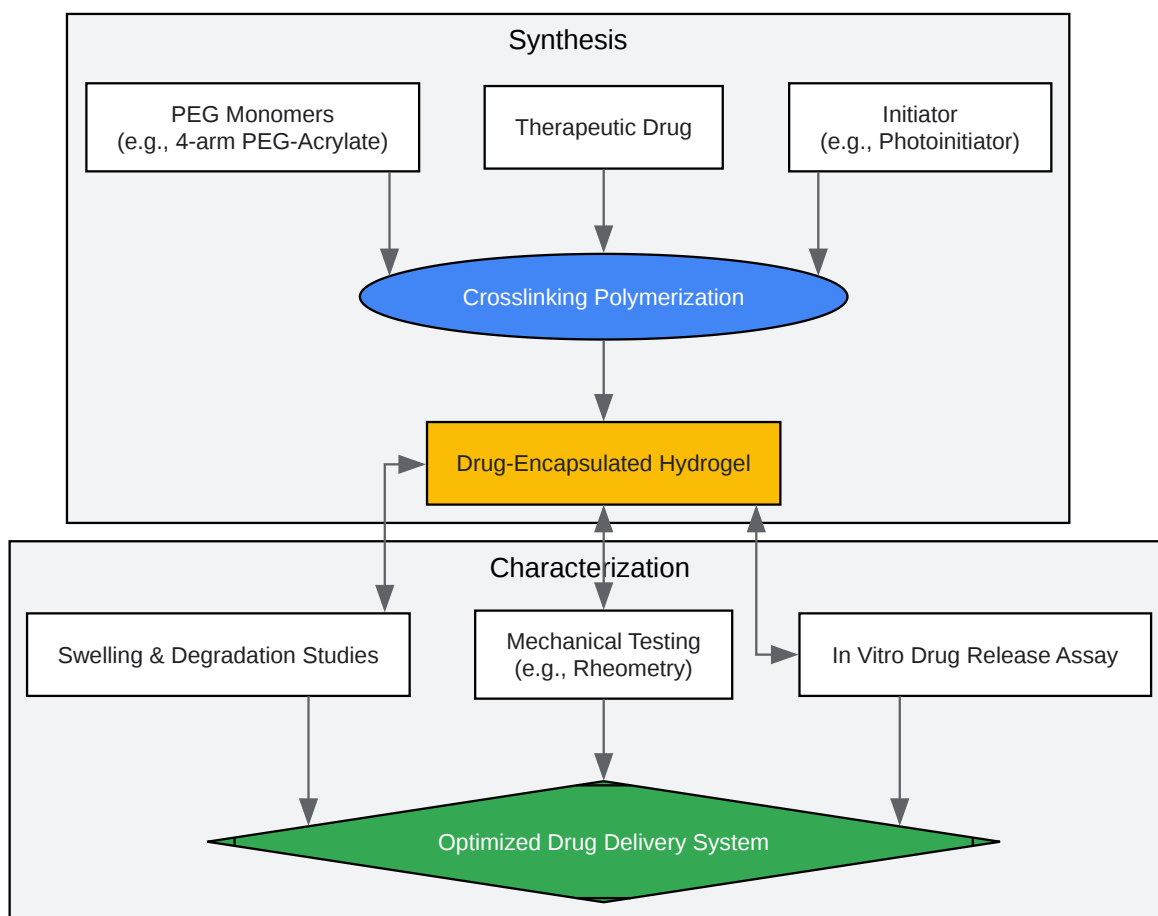 Synthesis
PEG Monomers
(e.g., 4-arm PEG-Acrylate)
Therapeutic Drug
Initiator
(e.g., Photoinitiator)
Crosslinking Polymerization
Drug-Encapsulated Hydrogel
Characterization
Swelling & Degradation Studies
Mechanical Testing
(e.g., Rheometry)
In Vitro Drug Release Assay
Optimized Drug Delivery System